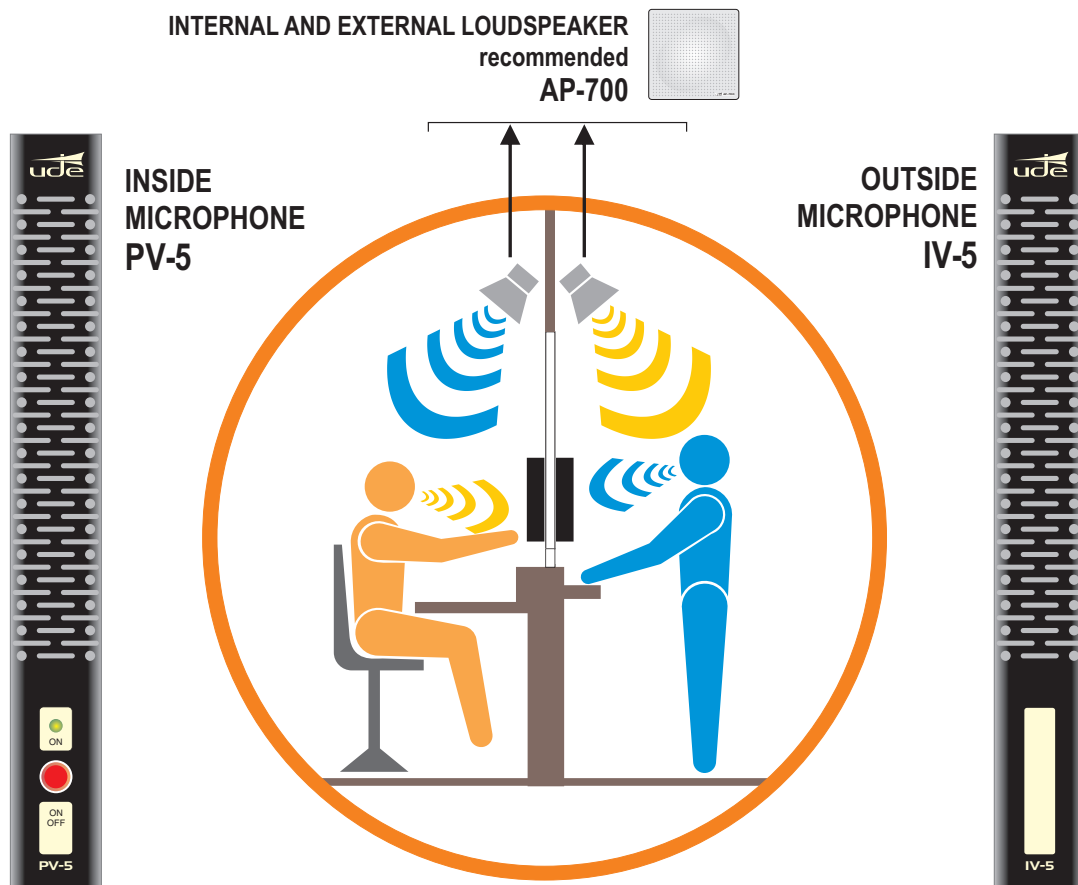 INTERNAL AND EXTERNAL LOUDSPEAKER
recommended
AP-700
ude
INSIDE
MICROPHONE
PV-5
ON
ON
OFF
PV-5
ude
OUTSIDE
MICROPHONE
IV-5
IV-5